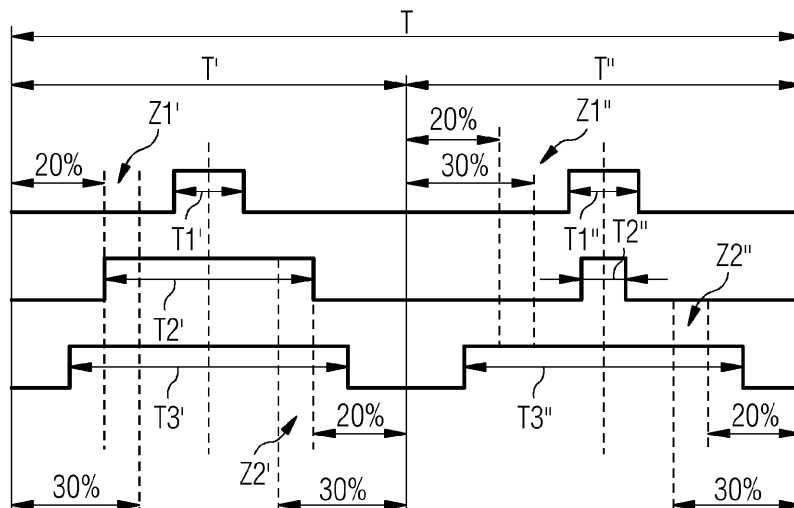 T
T' T"
Z1' Z1"
20% 20%
30%
T1' T1" T2"
Z2"
T2'
T3' T3"
20% 20%
Z2'
30% 30% 30%